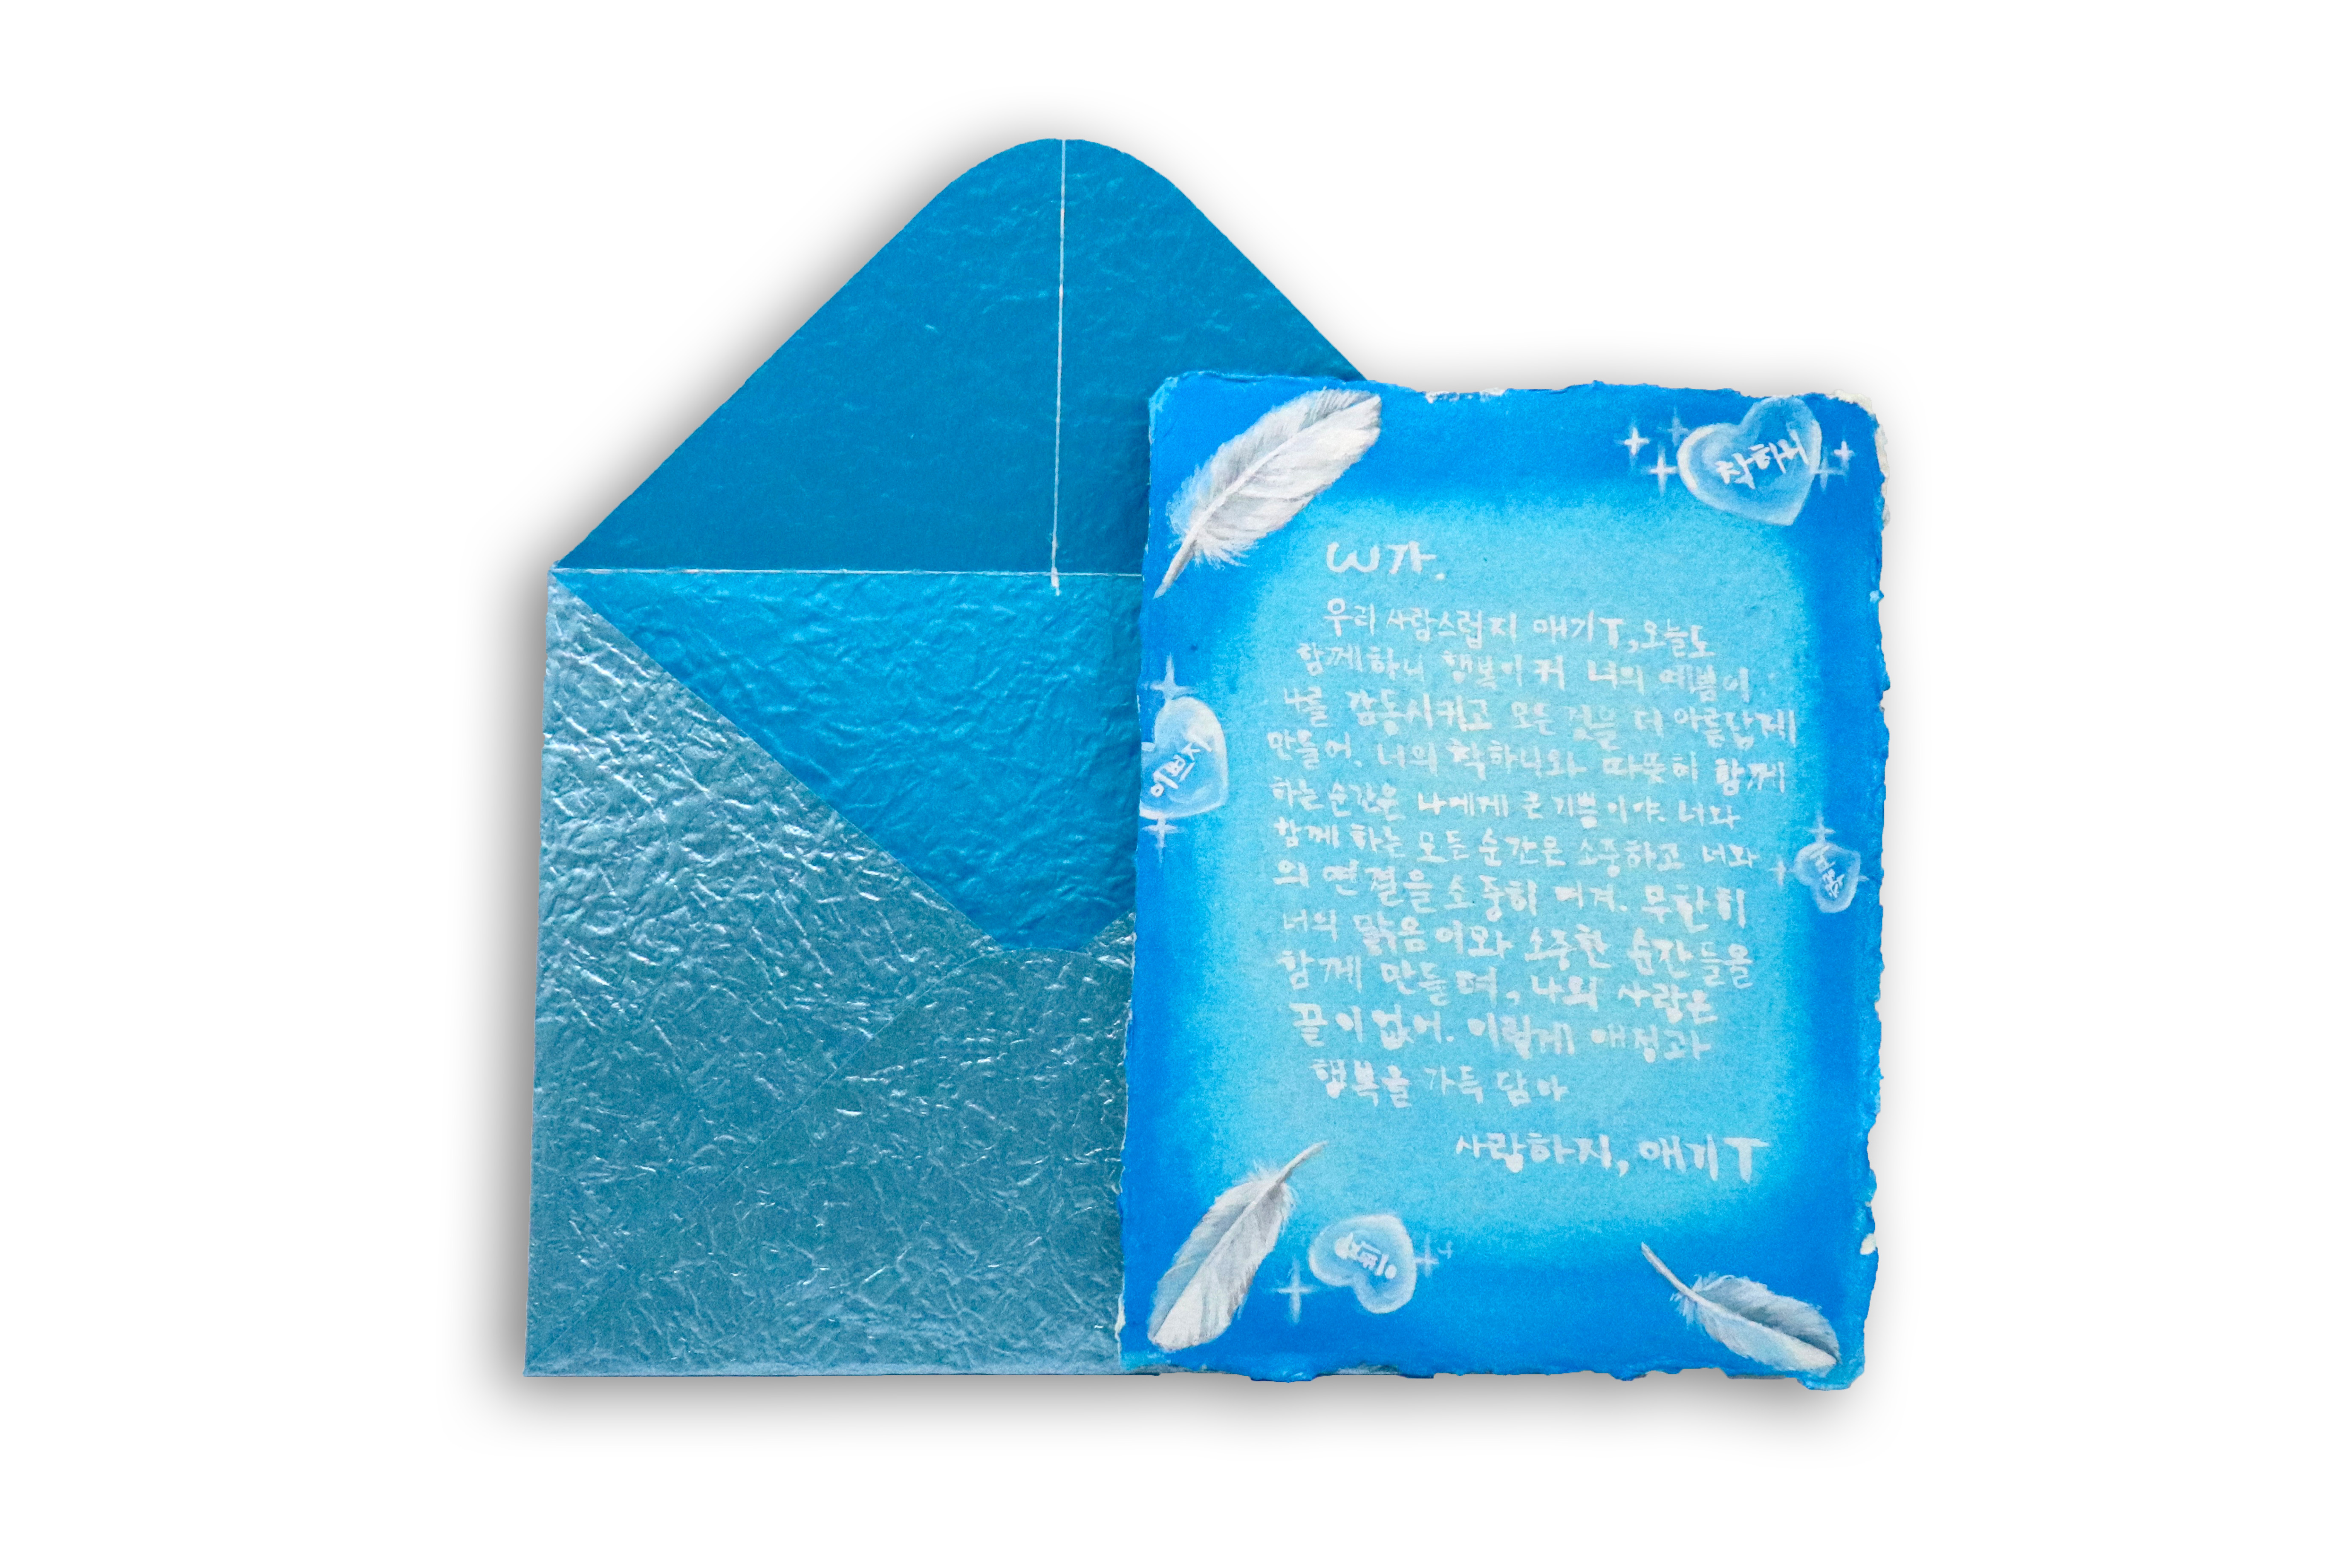 착하니
W가.
우리 사람스럽지 애기T, 오늘도
함께하니 행복이 커 너의 예쁨이
나를 감동시키고 모든 것들 더 아름답게
만들어. 너의 착하니와 따뜻히 함께
하는 순간은 나에게 큰 기쁨이야. 너와
함께 하는 모든 순간은 소중하고 너와
의 연결을 소중히 여겨. 무한히
너의 맑음 어와 소중한 순간들을
함께 만들며, 나의 사랑은
끝이 없어. 이렇게 애정과
행복을 가득 담아
사랑하지, 애기T